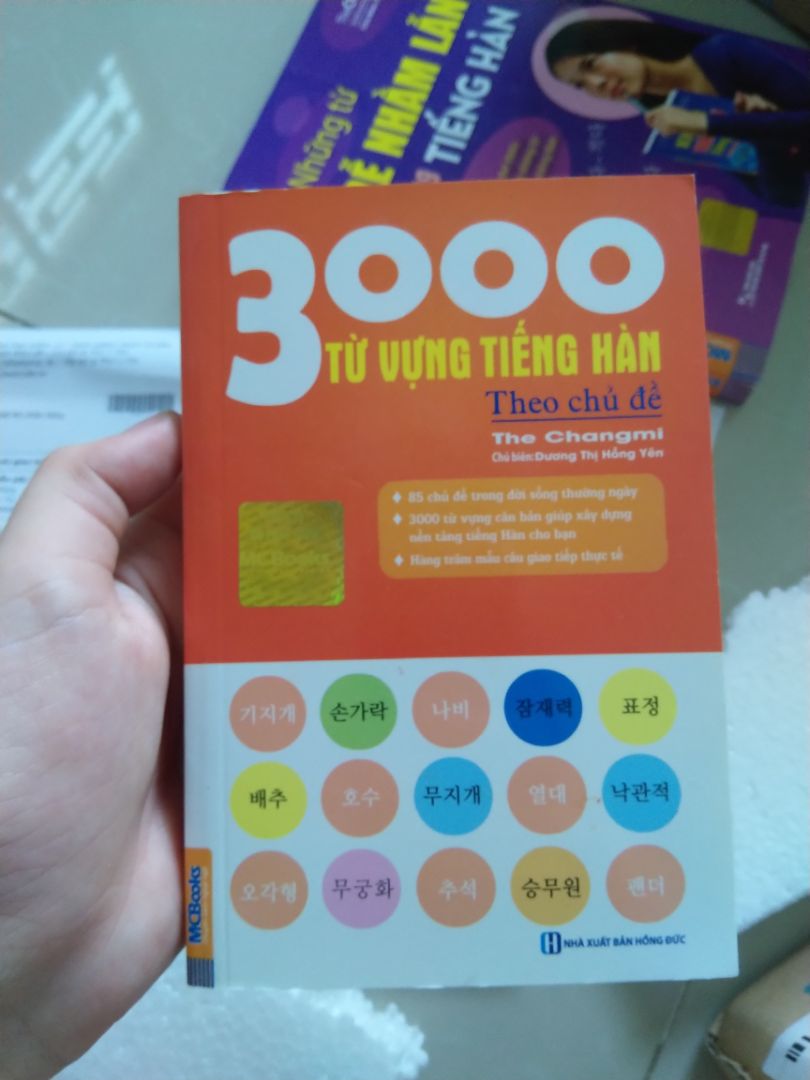 Những từ
DỄ NHẦM LẪN
TIẾNG HÀN
3000
TỪ VỰNG TIẾNG HÀN
Theo chủ đề
The Changmi
Chủ biên: Dương Thị Hồng Yên
85 chủ đề trong đời sống thường ngày
3000 từ vựng căn bản giúp xây dựng
nền tảng tiếng Hàn cho bạn
Hàng trăm mẫu câu giao tiếp thực tế
MCBooks
기지개 손가락 나비 잠재력 표정
배추 호수 무지개 열대 낙관적
오각형 무궁화 추석 승무원 팬더
MCBooks
NHÀ XUẤT BẢN HỒNG ĐỨC